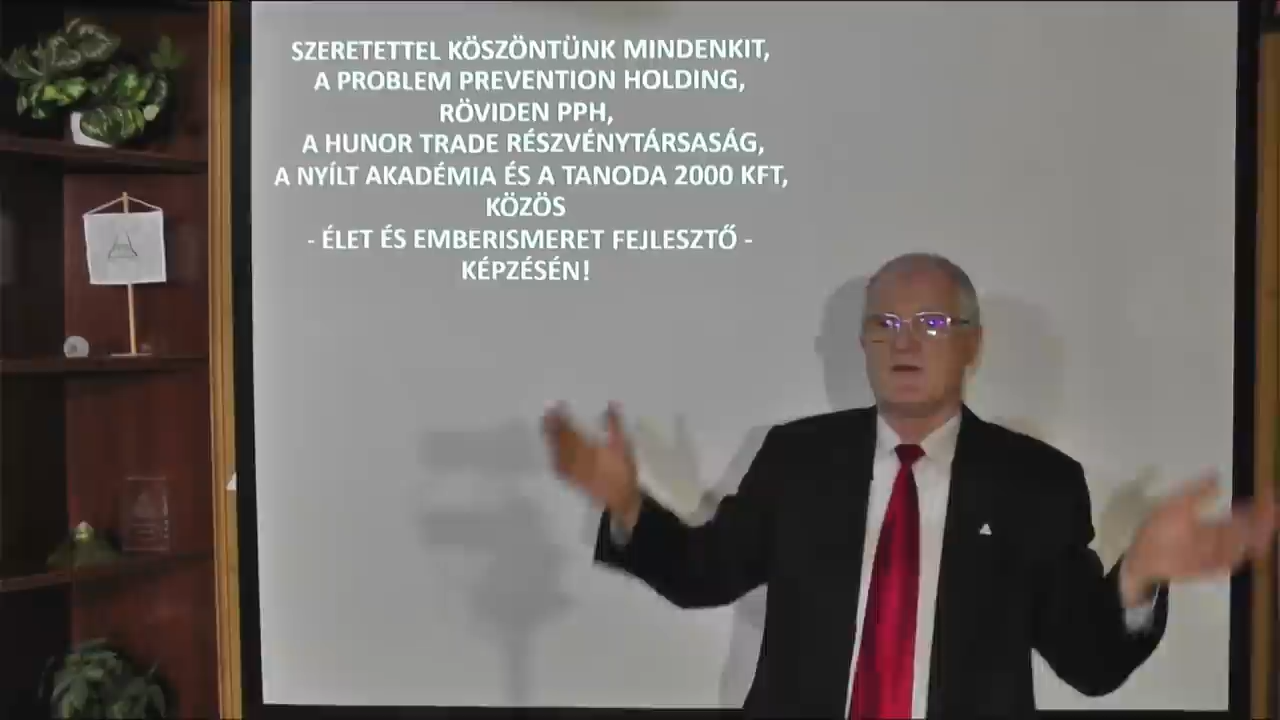 SZERETETTEL KÖSZÖNTÜNK MINDENKIT,
A PROBLEM PREVENTION HOLDING,
RÖVIDEN PPH,
A HUNOR TRADE RÉSZVÉNYTÁRSASÁG,
A NYÍLT AKADÉMIA ÉS A TANODA 2000 KFT,
KÖZÖS
- ÉLET ÉS EMBERISMERET FEJLESZTŐ -
KÉPZÉSÉN!